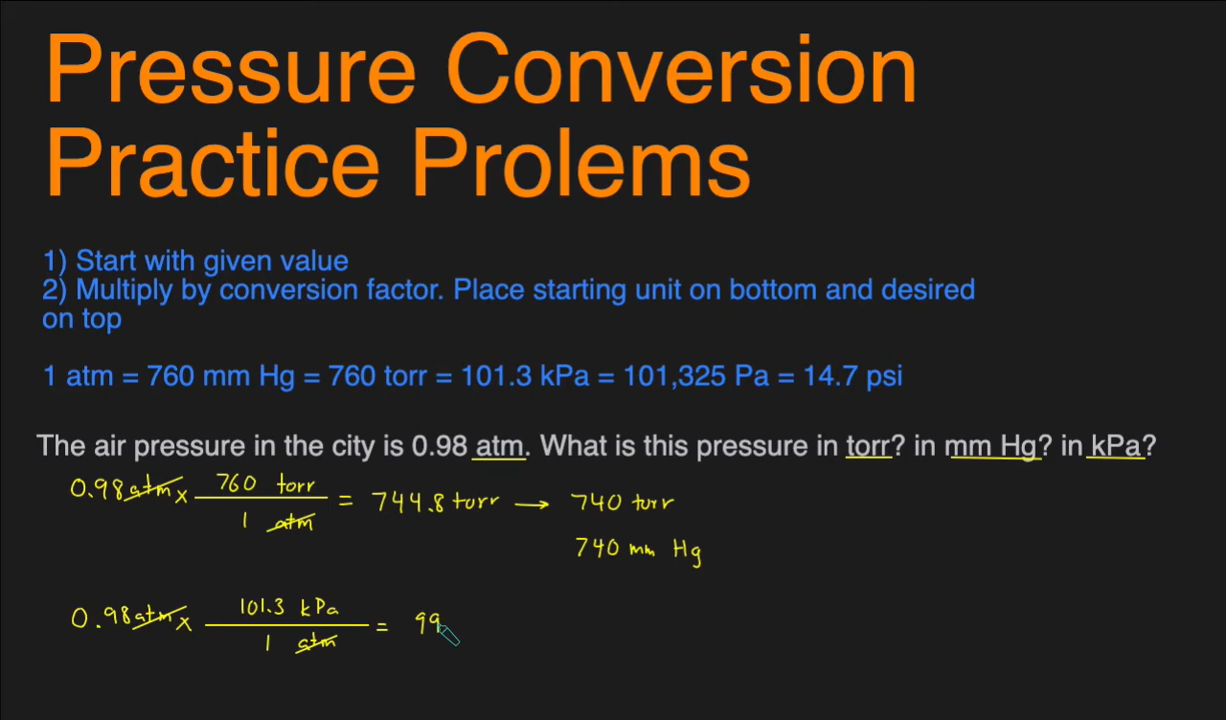 Pressure Conversion
Practice Prolems
1) Start with given value
2) Multiply by conversion factor. Place starting unit on bottom and desired
on top
1 atm = 760 mm Hg = 760 torr = 101.3 kPa = 101,325 Pa = 14.7 psi
The air pressure in the city is 0.98 atm. What is this pressure in torr? in mm Hg? in kPa?
0.98 atm x 760 torr / 1 atm = 744.8 torr → 740 torr
740 mm Hg
0.98 atm x 101.3 kPa / 1 atm = 99